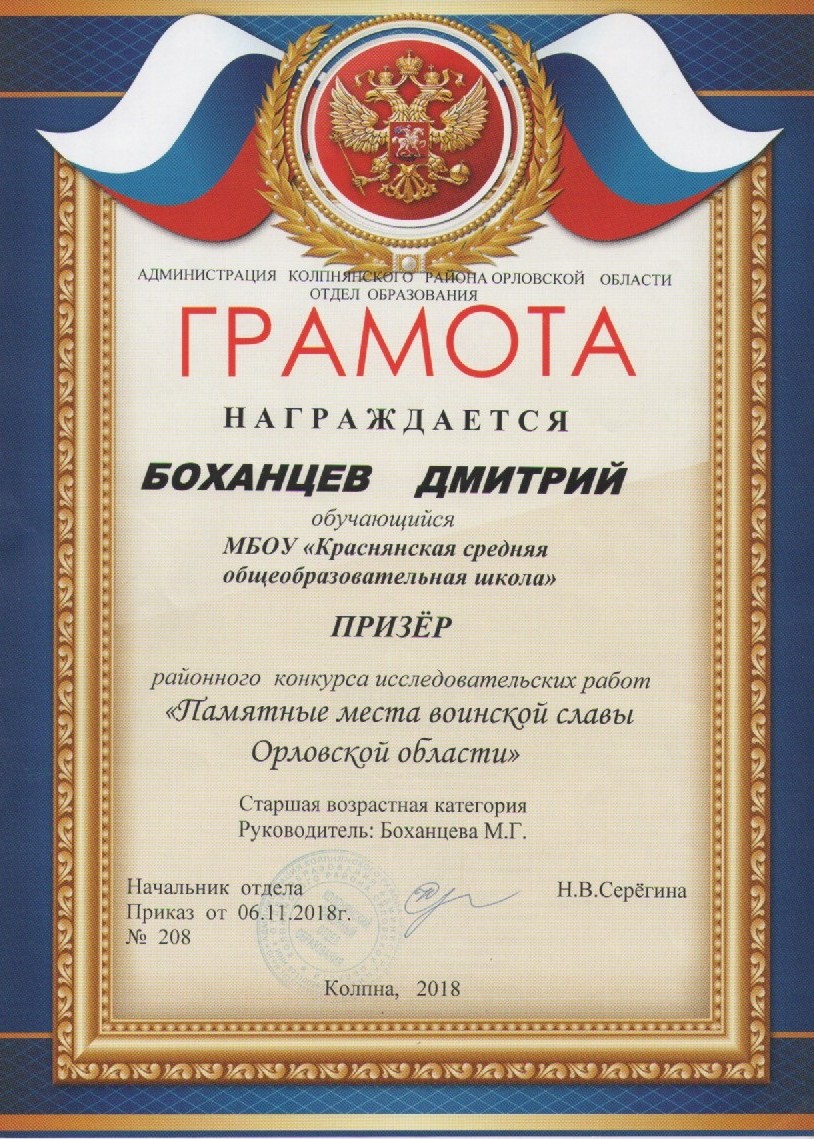 АДМИНИСТРАЦИЯ КОЛПНЯНСКОГО РАЙОНА ОРЛОВСКОЙ ОБЛАСТИ
ОТДЕЛ ОБРАЗОВАНИЯ
ГРАМОТА
НАГРАЖДАЕТСЯ
БОХАНЦЕВ ДМИТРИЙ
обучающийся
МБОУ «Краснянская средняя
общеобразовательная школа»
ПРИЗЁР
районного конкурса исследовательских работ
«Памятные места воинской славы
Орловской области»
Старшая возрастная категория
Руководитель: Боханцева М.Г.
Начальник отдела Н.В.Серёгина
Приказ от 06.11.2018г.
№ 208
Колпна, 2018